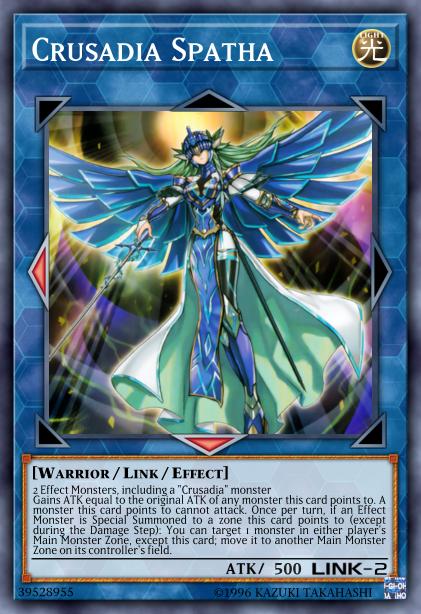 CRUSADIA SPATHA
LIGHT
光
[WARRIOR / LINK / EFFECT]
2 Effect Monsters, including a "Crusadia" monster
Gains ATK equal to the original ATK of any monster this card points to. A
monster this card points to cannot attack. Once per turn, if an Effect
Monster is Special Summoned to a zone this card points to (except
during the Damage Step): You can target 1 monster in either player's
Main Monster Zone, except this card; move it to another Main Monster
Zone on its controller's field.
ATK/ 500 LINK-2
39528955
©1996 KAZUKI TAKAHASHI